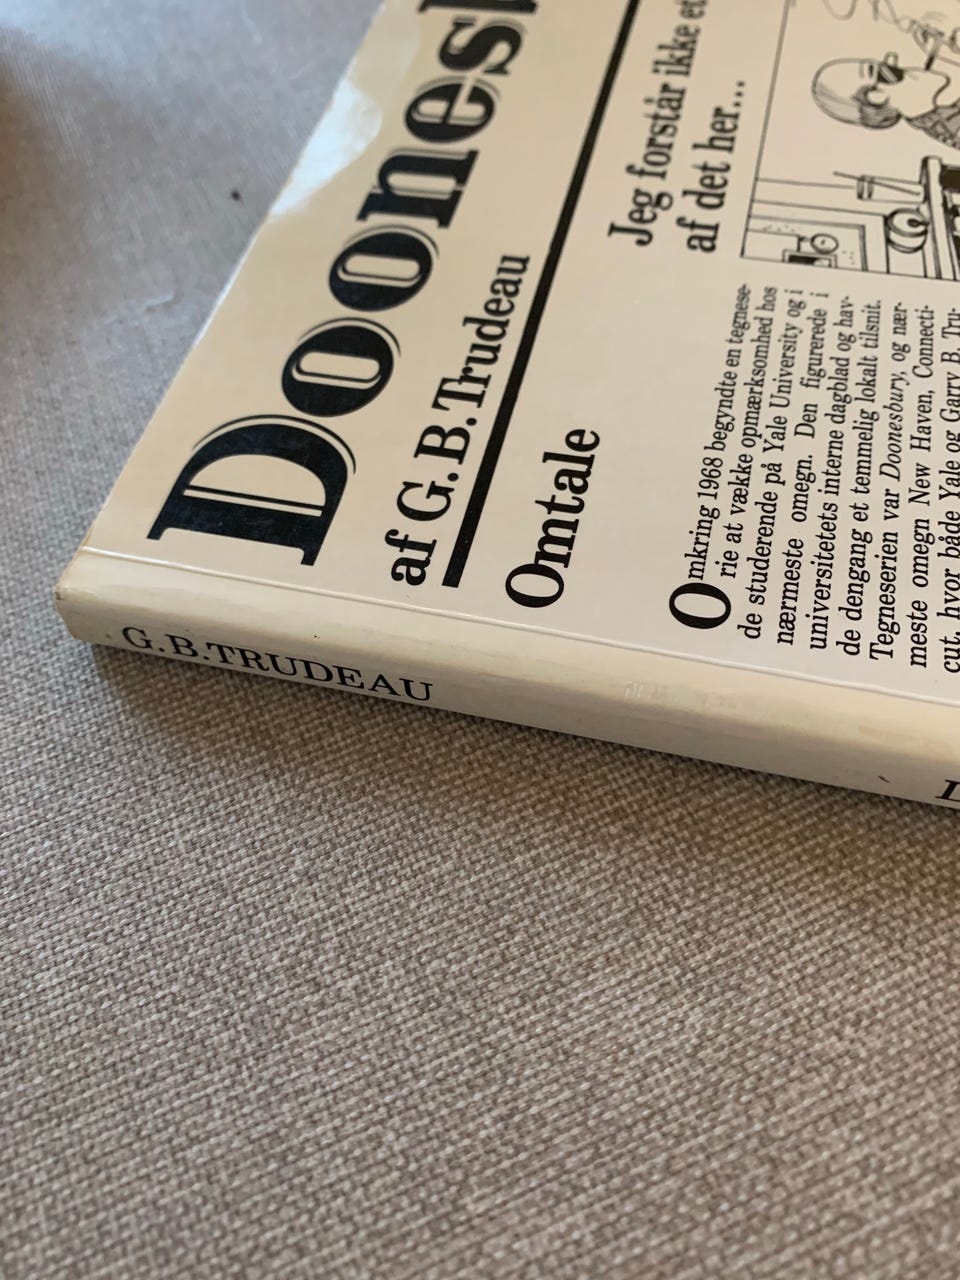 Doones
af G.B.Trudeau
Omtale
Jeg forstår ikke et
af det her...
Omkring 1968 begyndte en tegnese-
rie at vække opmærksomhed hos
de studerende på Yale University og i
nærmeste omegn. Den figurerede i
universitetets interne dagblad og hav-
de dengang et temmelig lokalt tilsnit.
Tegneserien var Doonesbury, og nær-
meste omegn New Haven, Connecti-
cut, hvor både Yale og Garry B. Tru-
G.B.TRUDEAU